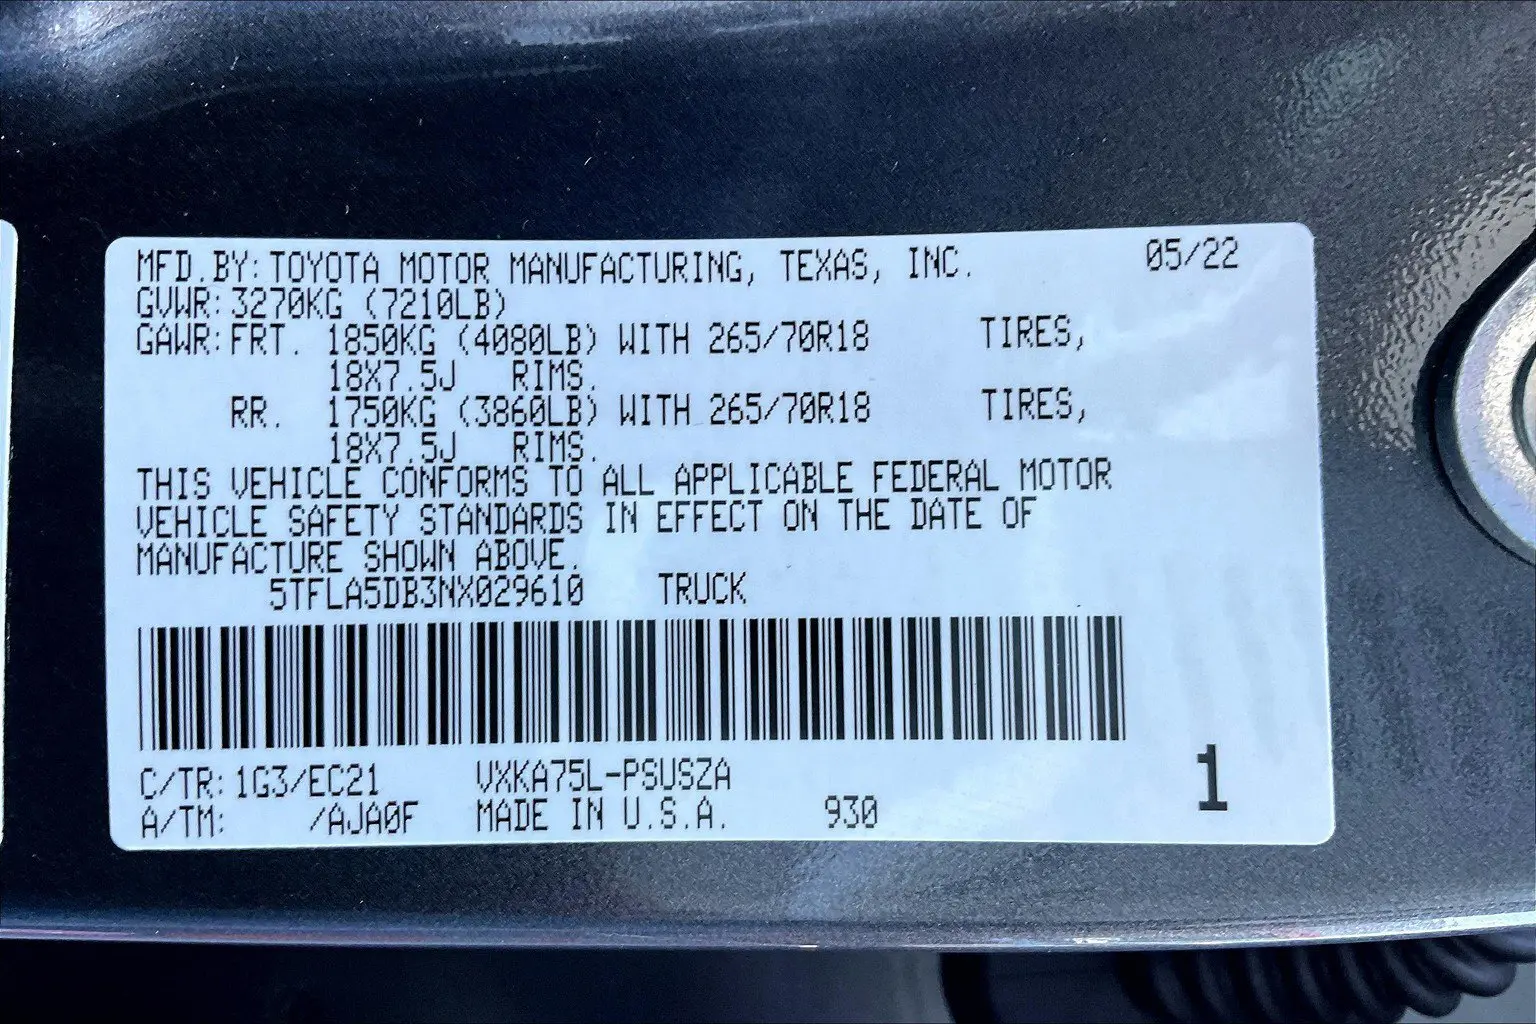 MFD.BY:TOYOTA MOTOR MANUFACTURING, TEXAS, INC. 05/22
GVWR:3270KG (7210LB)
GAWR:FRT. 1850KG (4080LB) WITH 265/70R18 TIRES,
18X7.5J RIMS.
RR. 1750KG (3860LB) WITH 265/70R18 TIRES,
18X7.5J RIMS.
THIS VEHICLE CONFORMS TO ALL APPLICABLE FEDERAL MOTOR
VEHICLE SAFETY STANDARDS IN EFFECT ON THE DATE OF
MANUFACTURE SHOWN ABOVE.
5TFLA5DB3NX029610 TRUCK
C/TR:1G3/EC21 VXKA75L-PSUSZA
A/TM: /AJA0F MADE IN U.S.A. 930 1